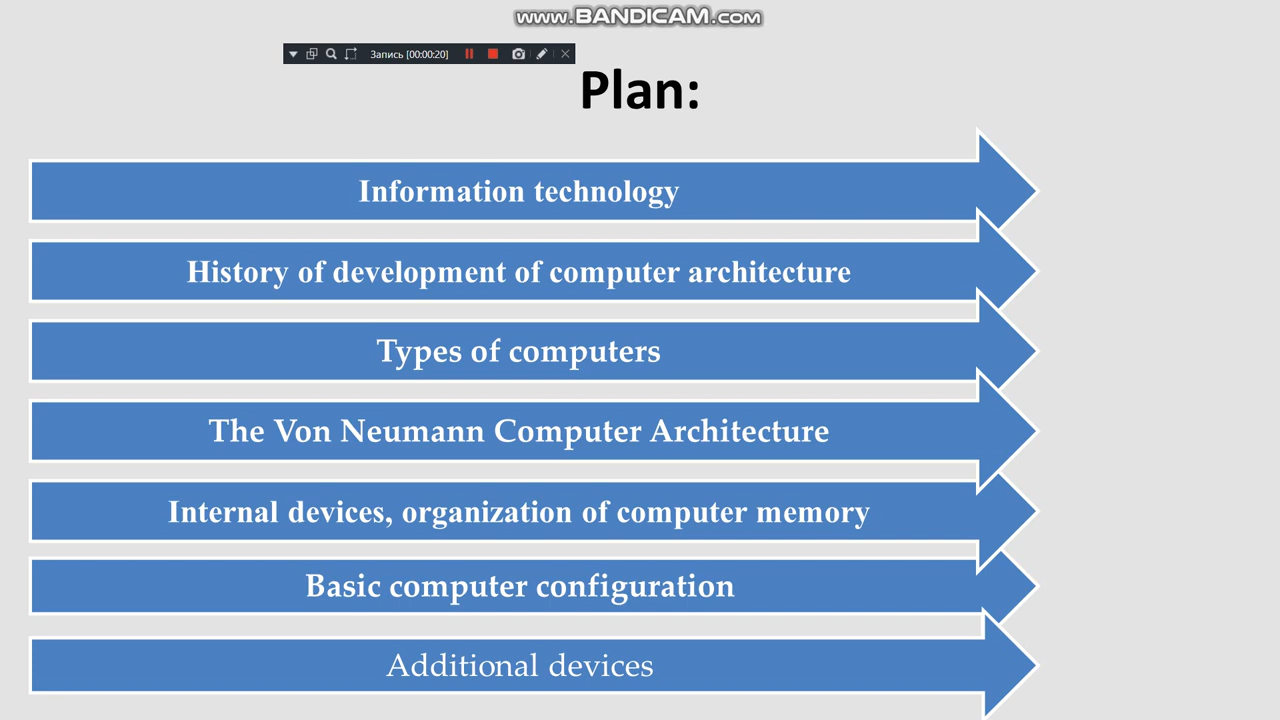 www.BANDICAM.com
Запись [00:00:20]
Plan:
Information technology
History of development of computer architecture
Types of computers
The Von Neumann Computer Architecture
Internal devices, organization of computer memory
Basic computer configuration
Additional devices